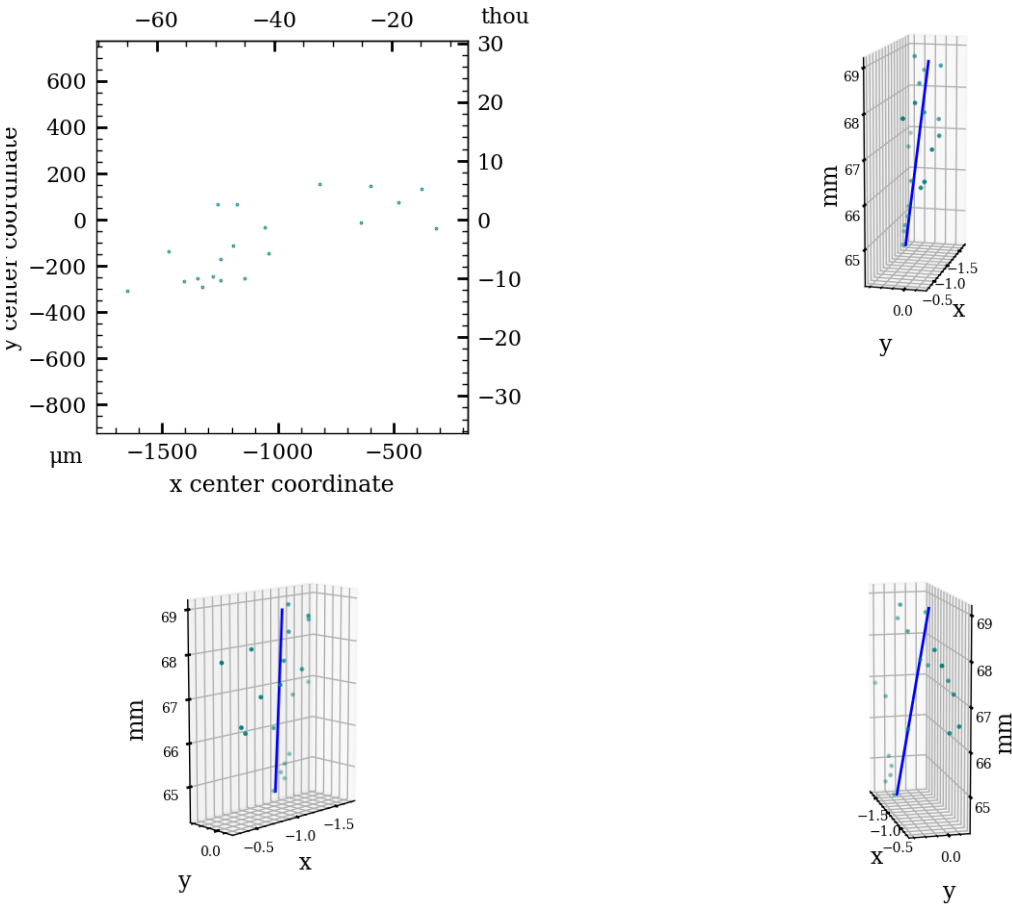 −60 −40 −20 thou
600
400
200
0
−200
−400
−600
−800
30
20
10
0
−10
−20
−30
y center coordinate
μm −1500 −1000 −500
x center coordinate
69
68
67
66
65
mm
−1.5
−1.0
−0.5
0.0
x
y
69
68
67
66
65
mm
0.0 −0.5 −1.0 −1.5
x
y
69
68
67
66
65
mm
−1.5
−1.0
−0.5
0.0
x
y